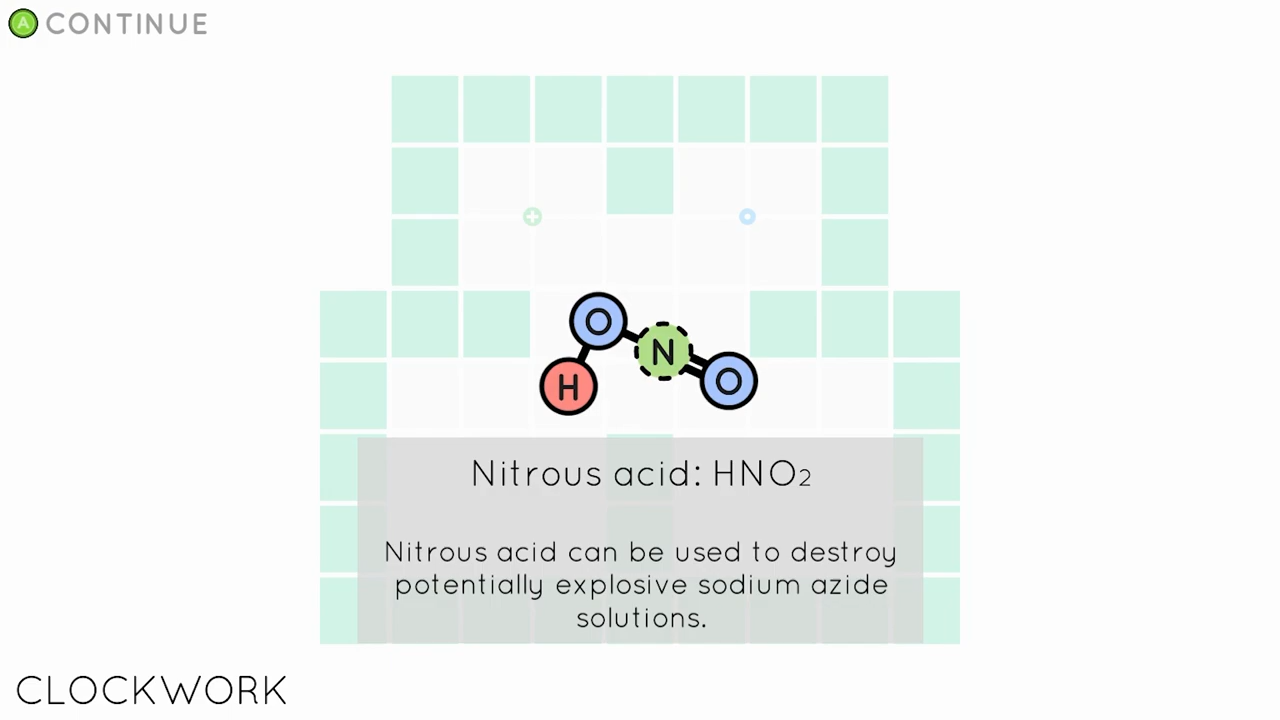 A CONTINUE
O
N
H
O
Nitrous acid: HNO₂
Nitrous acid can be used to destroy
potentially explosive sodium azide
solutions.
CLOCKWORK